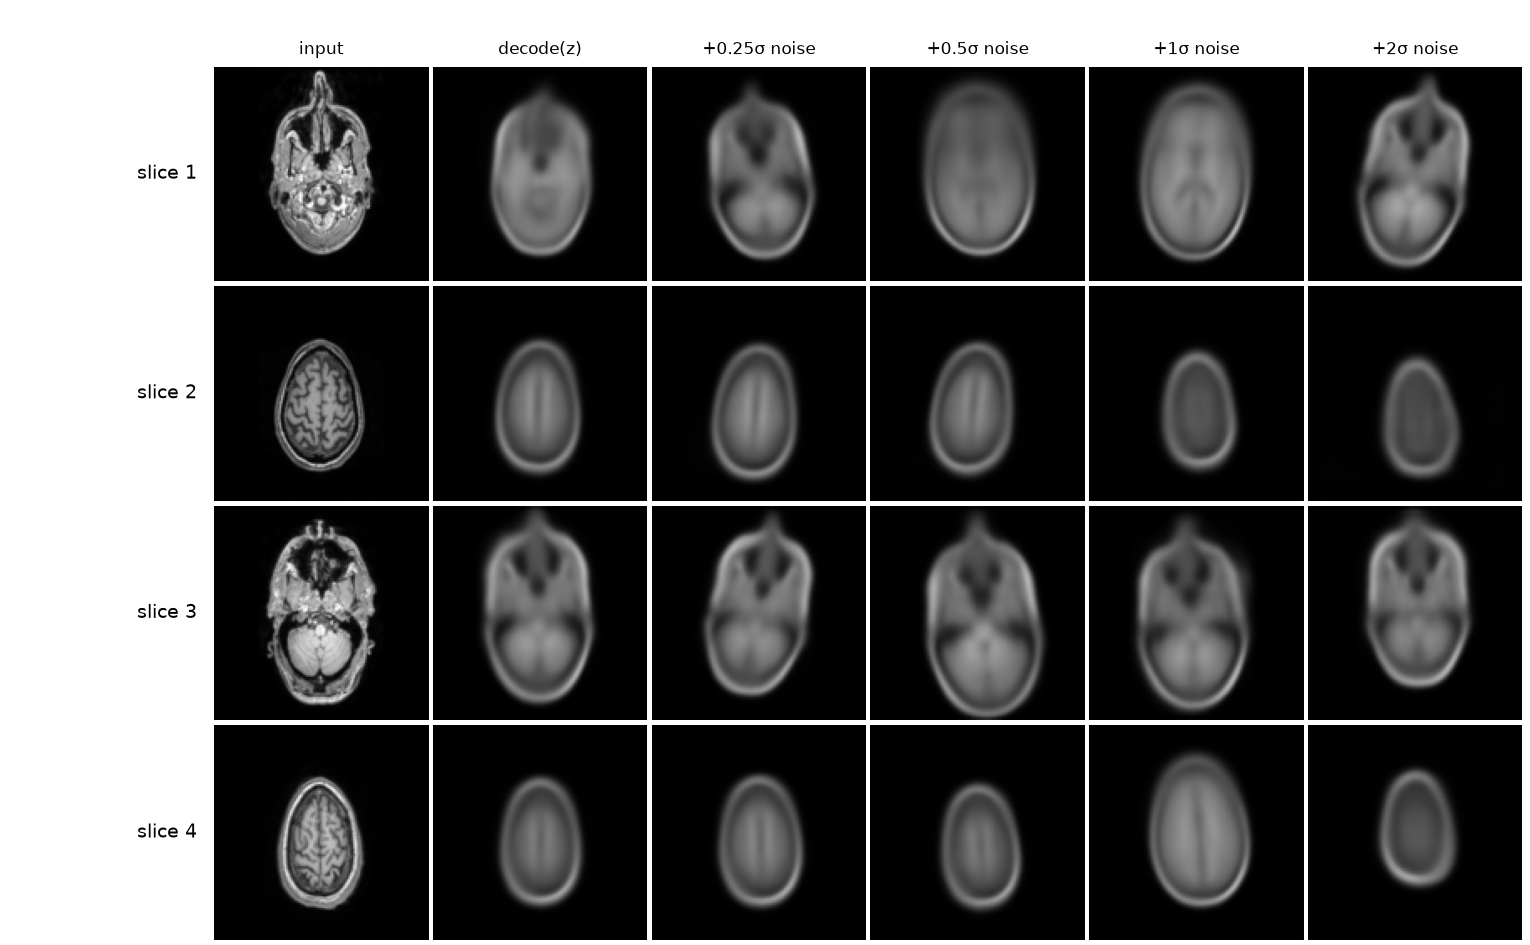 input decode(z) +0.25σ noise +0.5σ noise +1σ noise +2σ noise
slice 1
slice 2
slice 3
slice 4